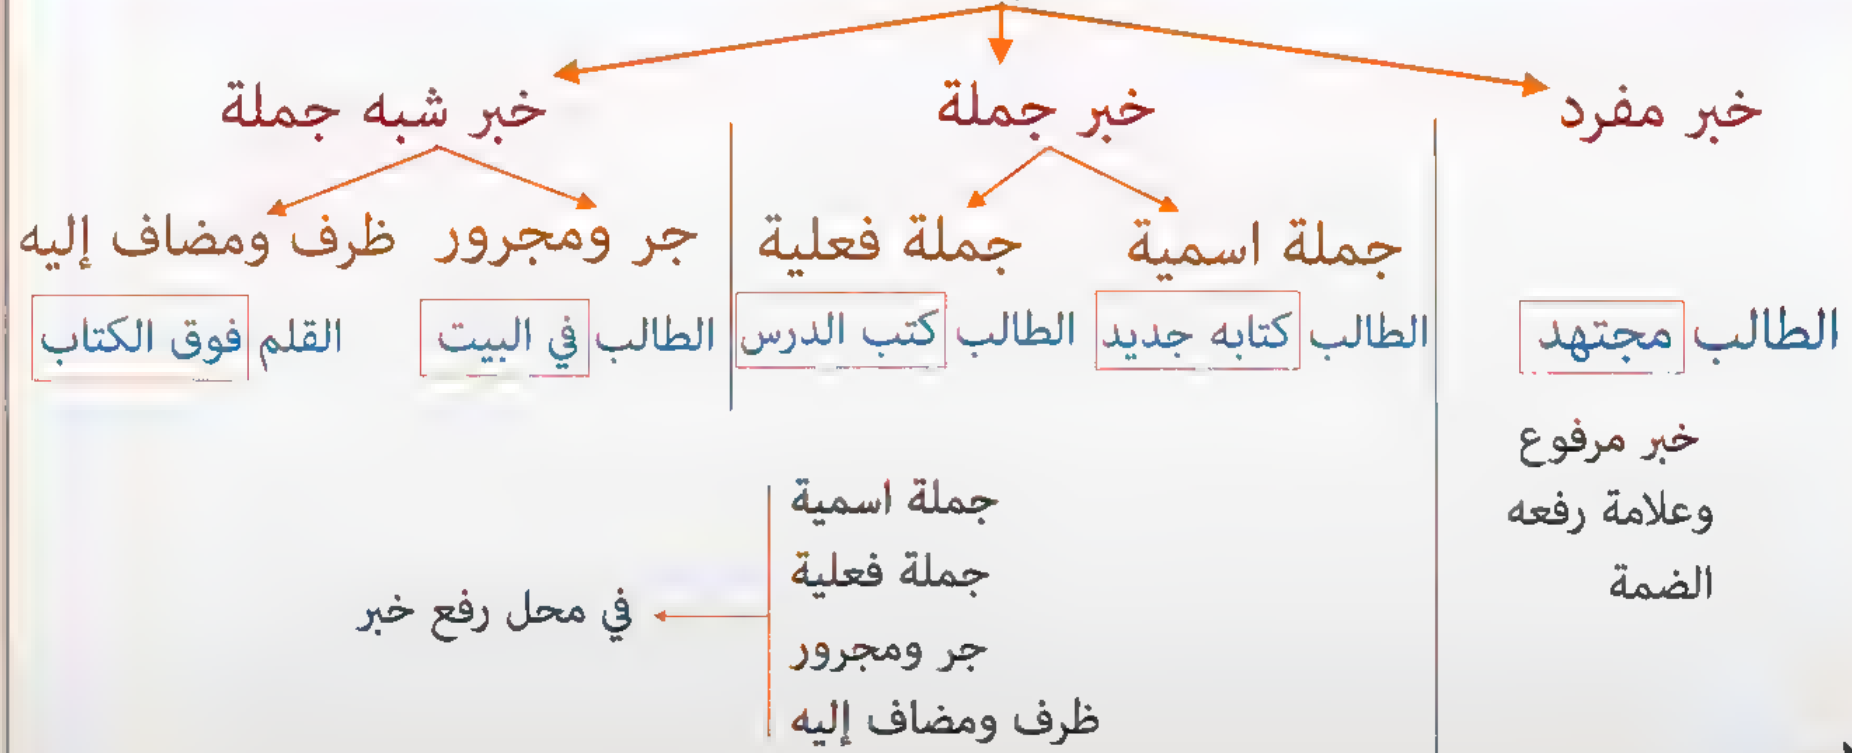 خبر مفرد
خبر جملة
خبر شبه جملة
جملة اسمية
جملة فعلية
جر ومجرور
ظرف ومضاف إليه
الطالب مجتهد
الطالب كتابه جديد
الطالب كتب الدرس
الطالب في البيت
القلم فوق الكتاب
خبر مرفوع
وعلامة رفعه
الضمة
جملة اسمية
جملة فعلية
جر ومجرور
ظرف ومضاف إليه
في محل رفع خبر